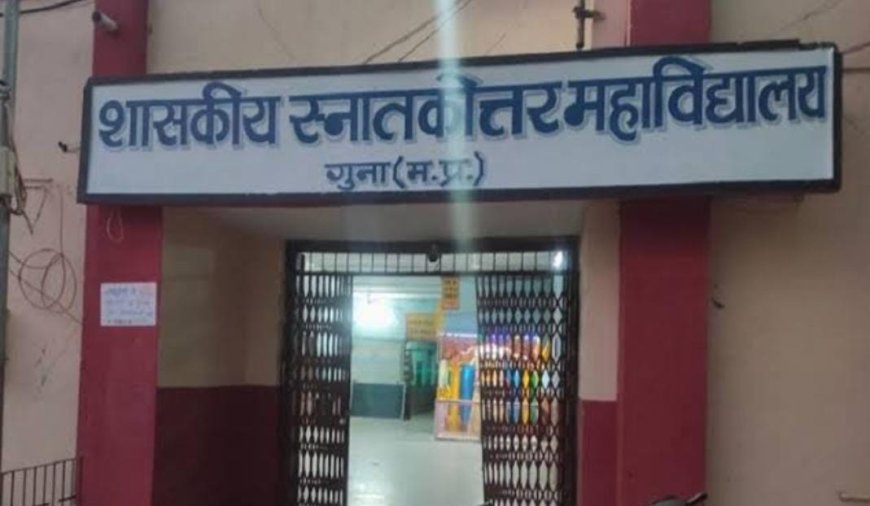 शासकीय स्नातकोत्तर महाविद्यालय
गुना (म.प्र.)